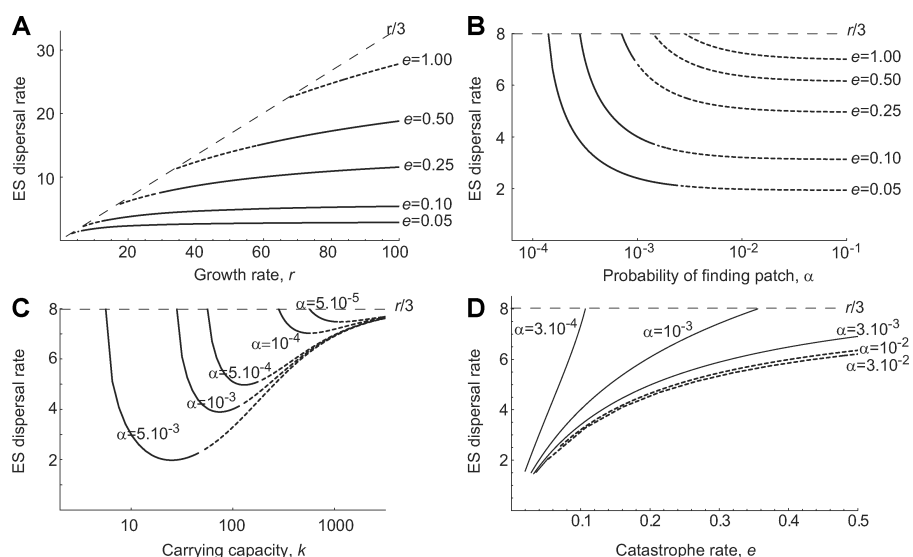 A
ES dispersal rate
30
20
10
r/3
e=1.00
e=0.50
e=0.25
e=0.10
e=0.05
20
40
60
80
100
Growth rate, r
B
ES dispersal rate
8
6
4
2
r/3
e=1.00
e=0.50
e=0.25
e=0.10
e=0.05
10⁻⁴
10⁻³
10⁻²
10⁻¹
Probability of finding patch, α
C
ES dispersal rate
8
6
4
2
α=5.10⁻⁵
r/3
α=10⁻⁴
α=5.10⁻⁴
α=10⁻³
α=5.10⁻³
10
100
1000
Carrying capacity, k
D
ES dispersal rate
8
6
4
2
r/3
α=3.10⁻⁴
α=10⁻³
α=3.10⁻³
α=10⁻²
α=3.10⁻²
0.1
0.2
0.3
0.4
0.5
Catastrophe rate, e